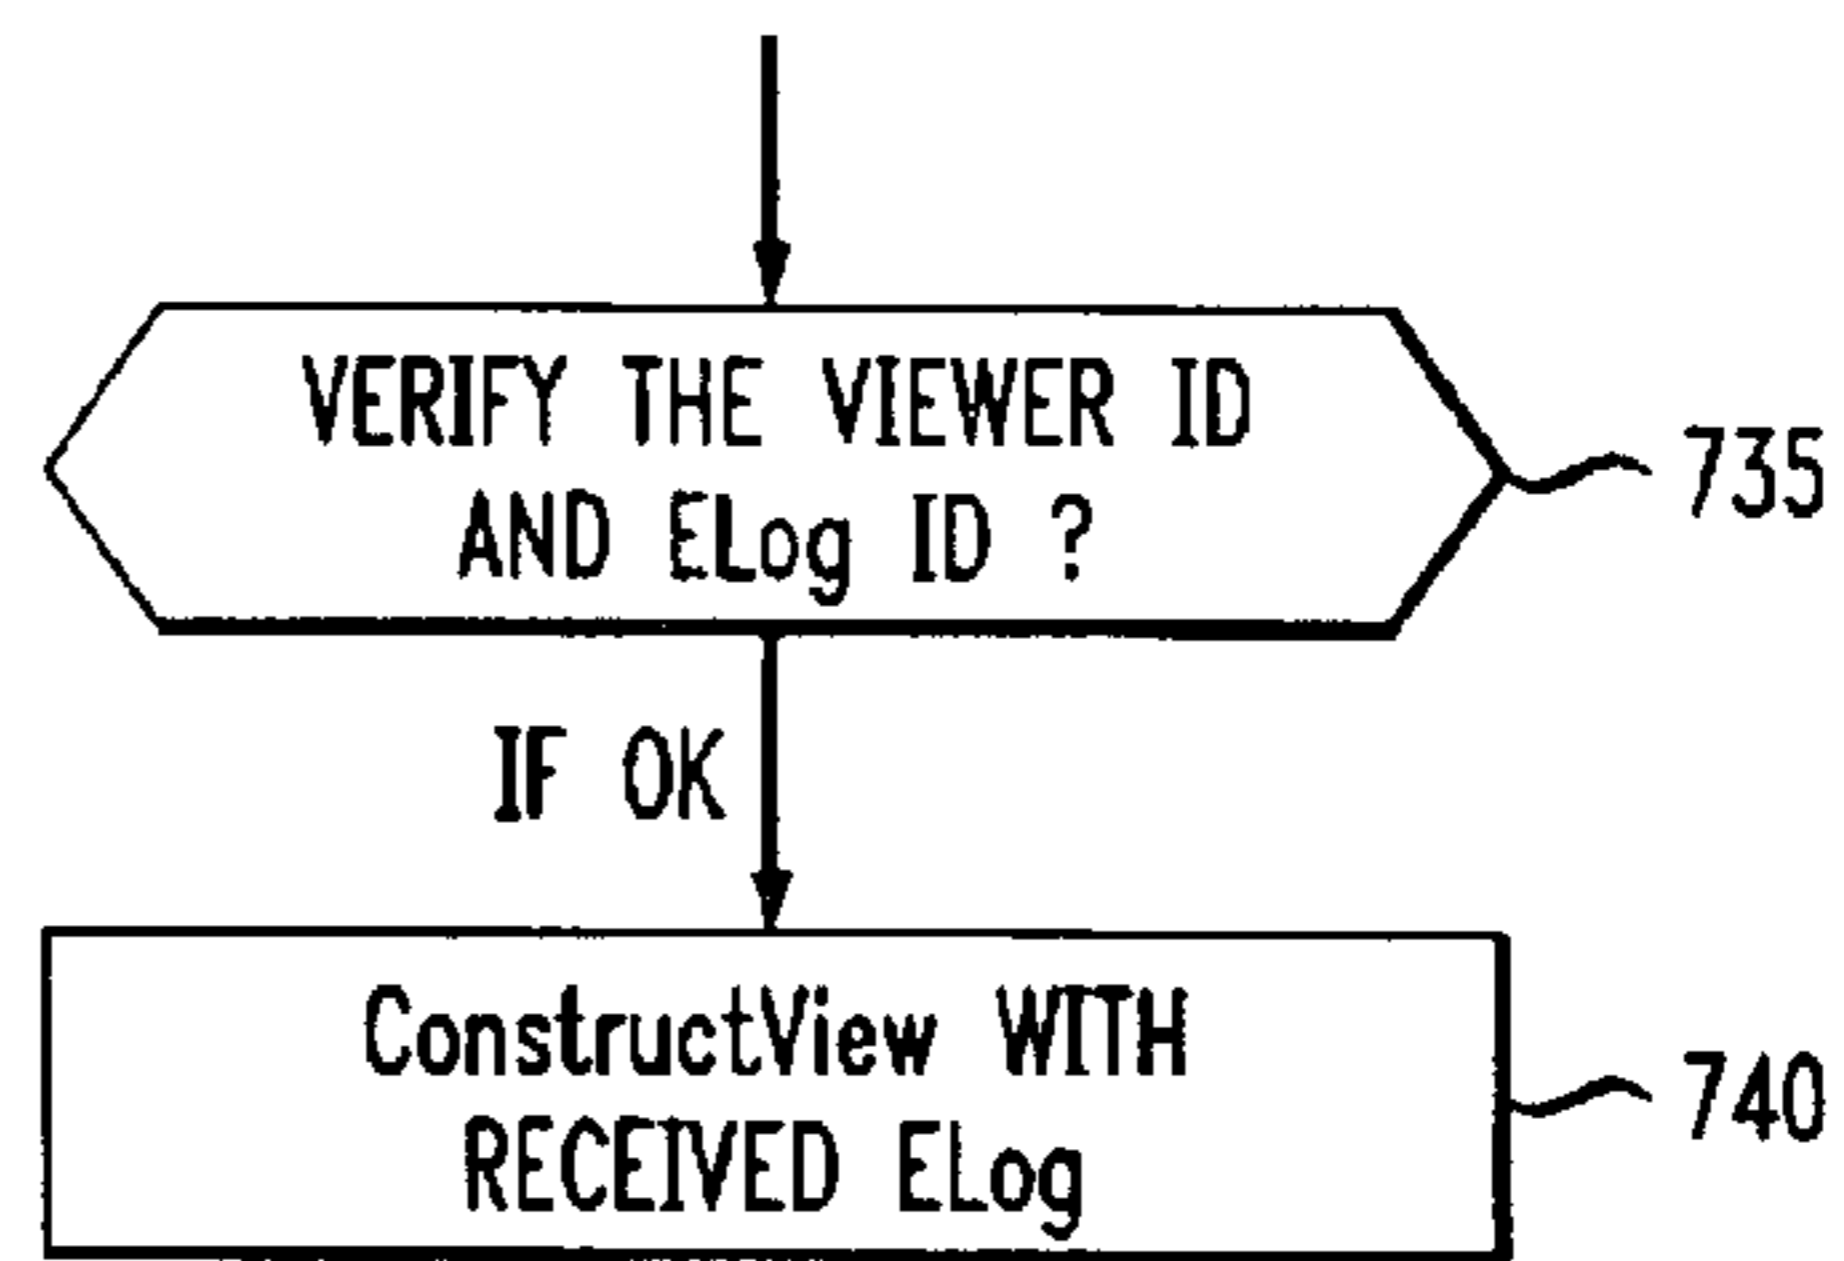 VERIFY THE VIEWER ID
AND ELog ID ?
735
IF OK
ConstructView WITH
RECEIVED ELog
740